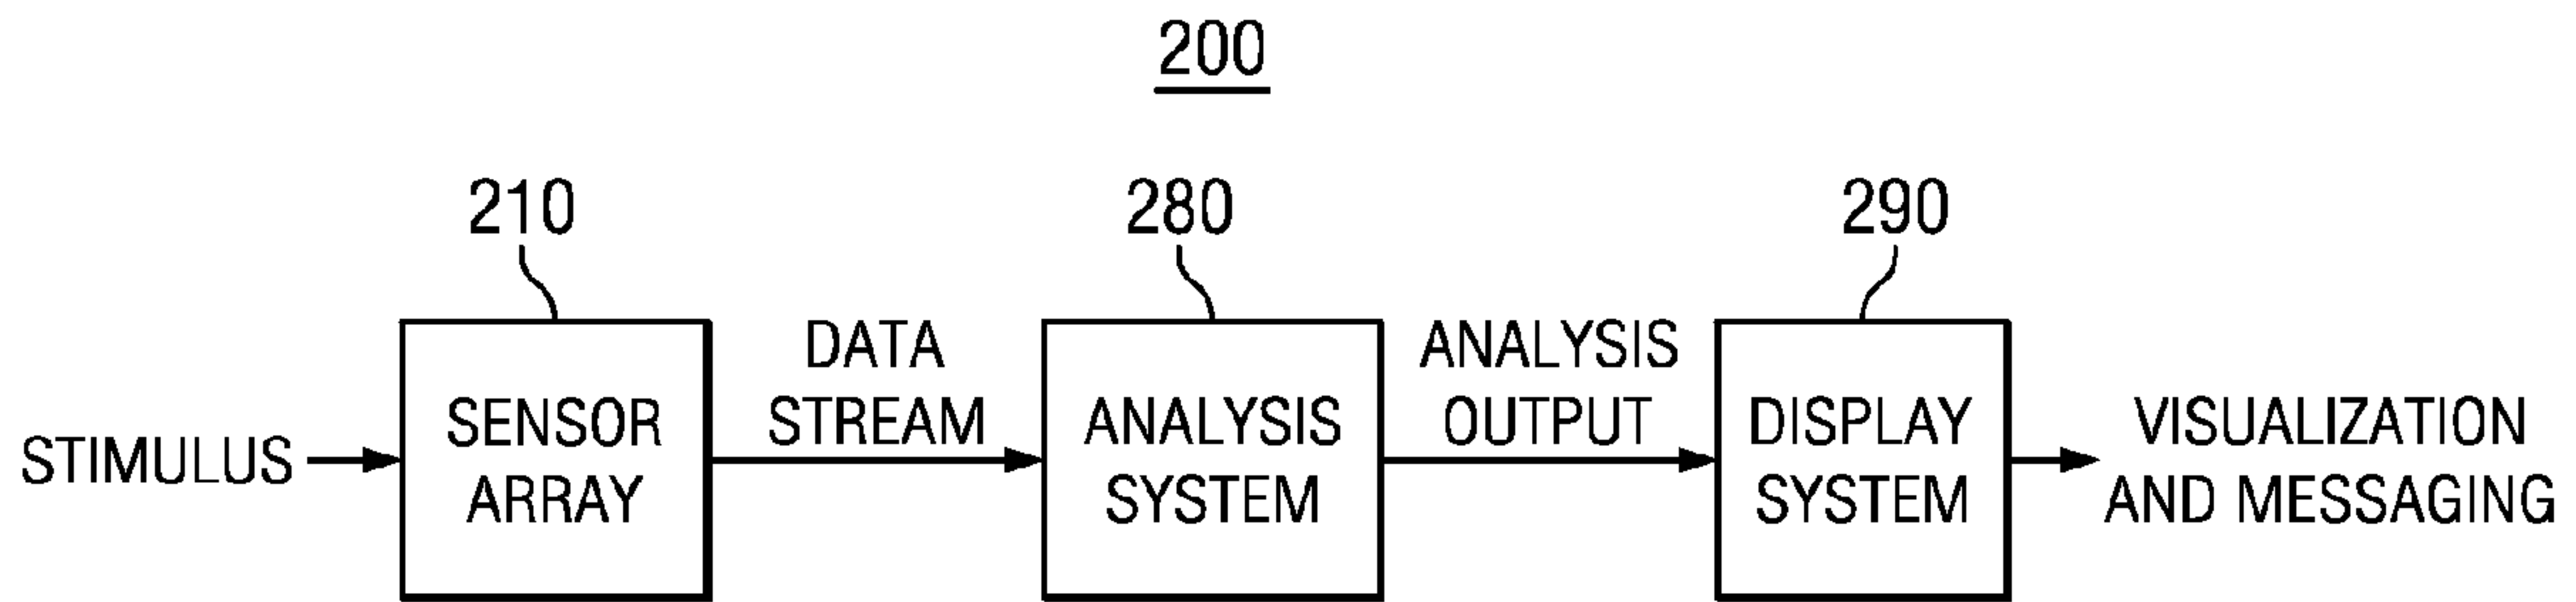 200
210
280
290
STIMULUS
SENSOR
ARRAY
DATA
STREAM
ANALYSIS
SYSTEM
ANALYSIS
OUTPUT
DISPLAY
SYSTEM
VISUALIZATION
AND MESSAGING